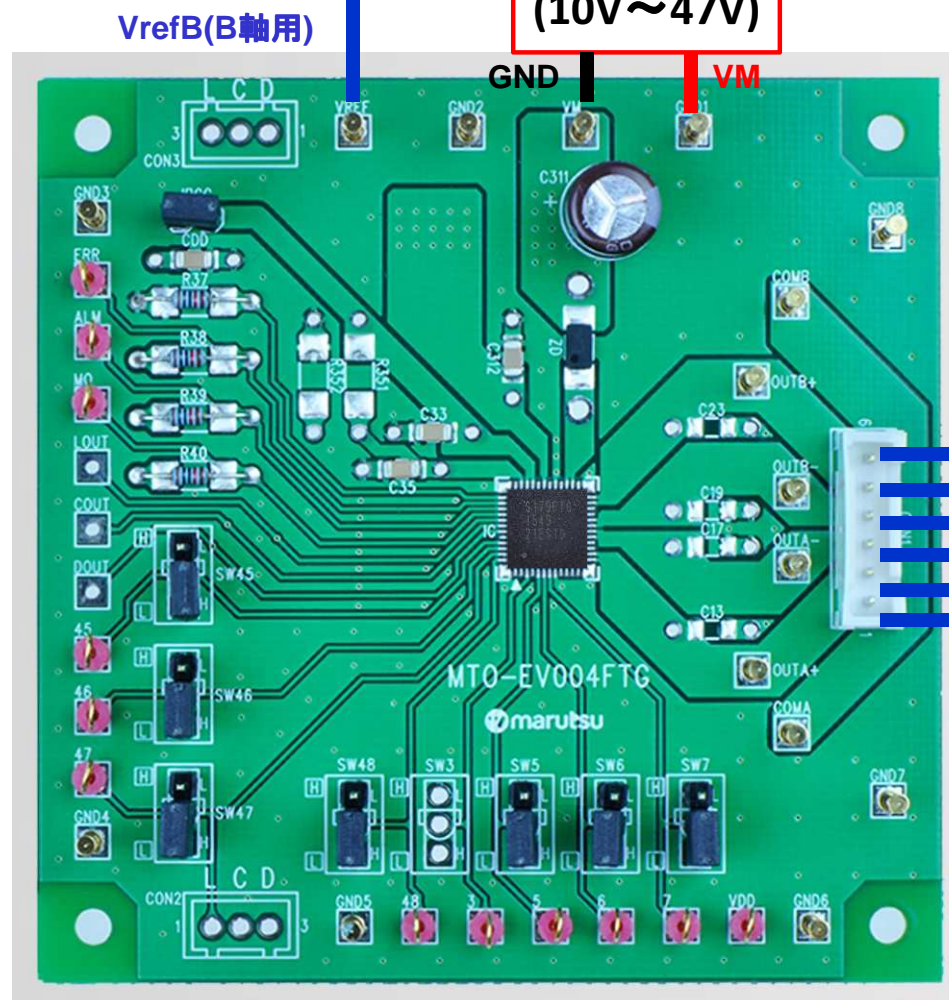 (10V～47V)
VrefB(B軸用)
GND
VM
L C D
3
1
CON3
VREF
GND2
VM
GND1
C311
+
GND3
GND8
ERR
CDD
R37
COMB
ALM
R38
R352
R351
C312
ZD
OUTB+
MO
R39
C33
C23
6
LOUT
R40
C35
OUTB-
COUT
C19
S179FTG
IC
H
C17
OUTA-
DOUT
SW45
L
H
C13
45
H
MTO-EV004FTG
OUTA+
46
SW46
L
H
marutsu
COMA
47
H
SW48
SW3
SW5
SW6
SW7
H
H
H
H
H
GND7
GND4
SW47
L
H
L
H
L
L
L
L
L C D
CON2
1
3
GND5
48
3
5
6
7
VDD
GND6